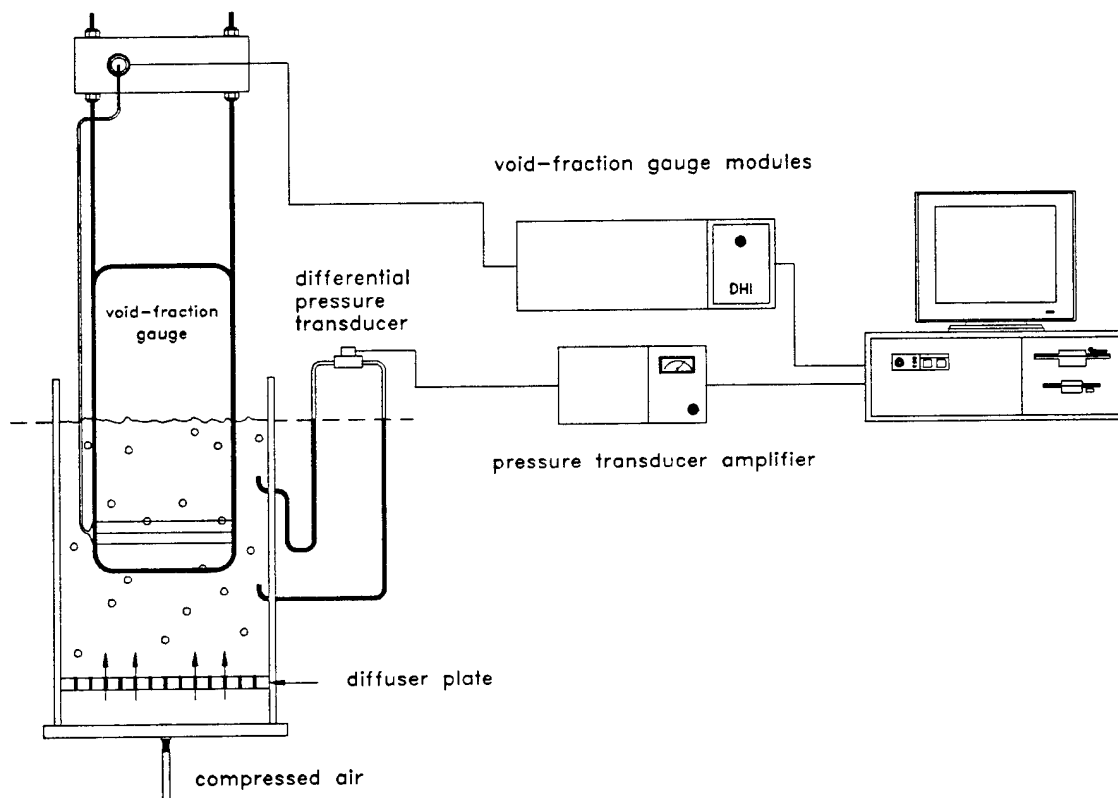 void-fraction gauge modules
differential
pressure
transducer
DHI
void-fraction
gauge
pressure transducer amplifier
diffuser plate
compressed air